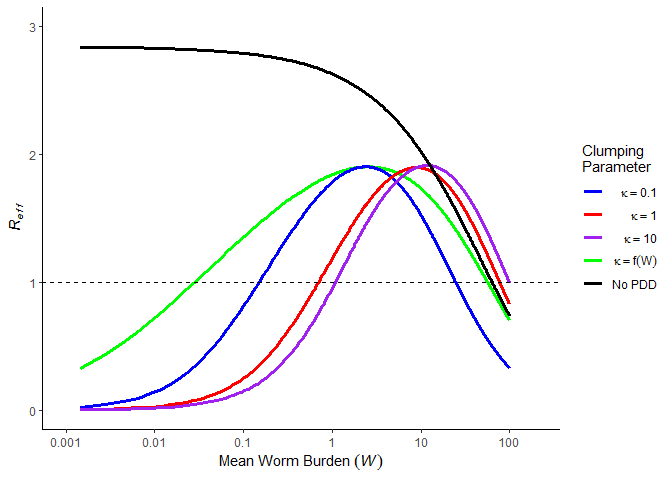 3
2
1
0
R_eff
0.001
0.01
0.1
1
10
100
Mean Worm Burden (W)
Clumping
Parameter
κ = 0.1
κ = 1
κ = 10
κ = f(W)
No PDD